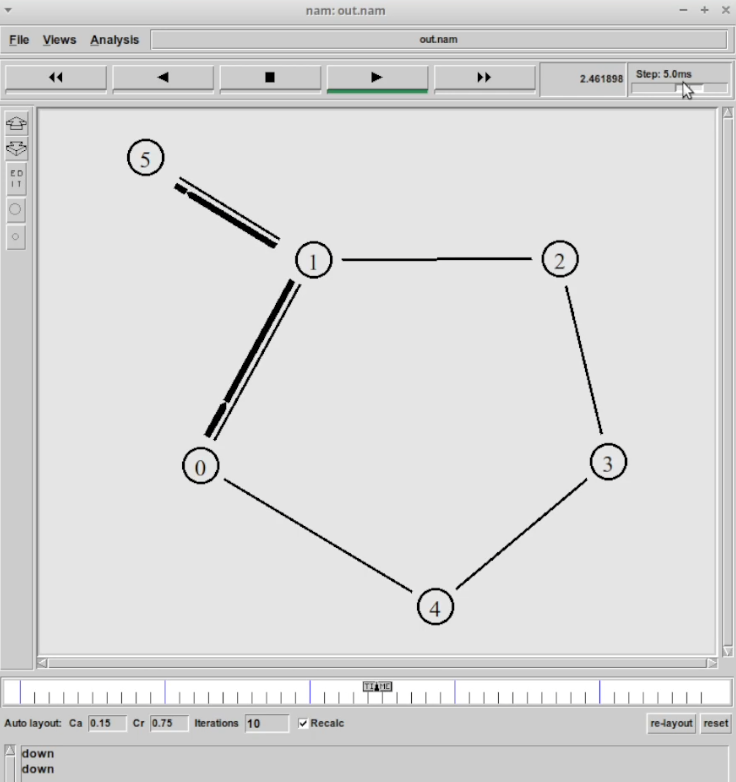 nam: out.nam
File Views Analysis out.nam
2.461898 Step: 5.0ms
E D
I T
5
1
2
0
3
4
TIME
Auto layout: Ca 0.15 Cr 0.75 Iterations 10 Recalc re-layout reset
down
down